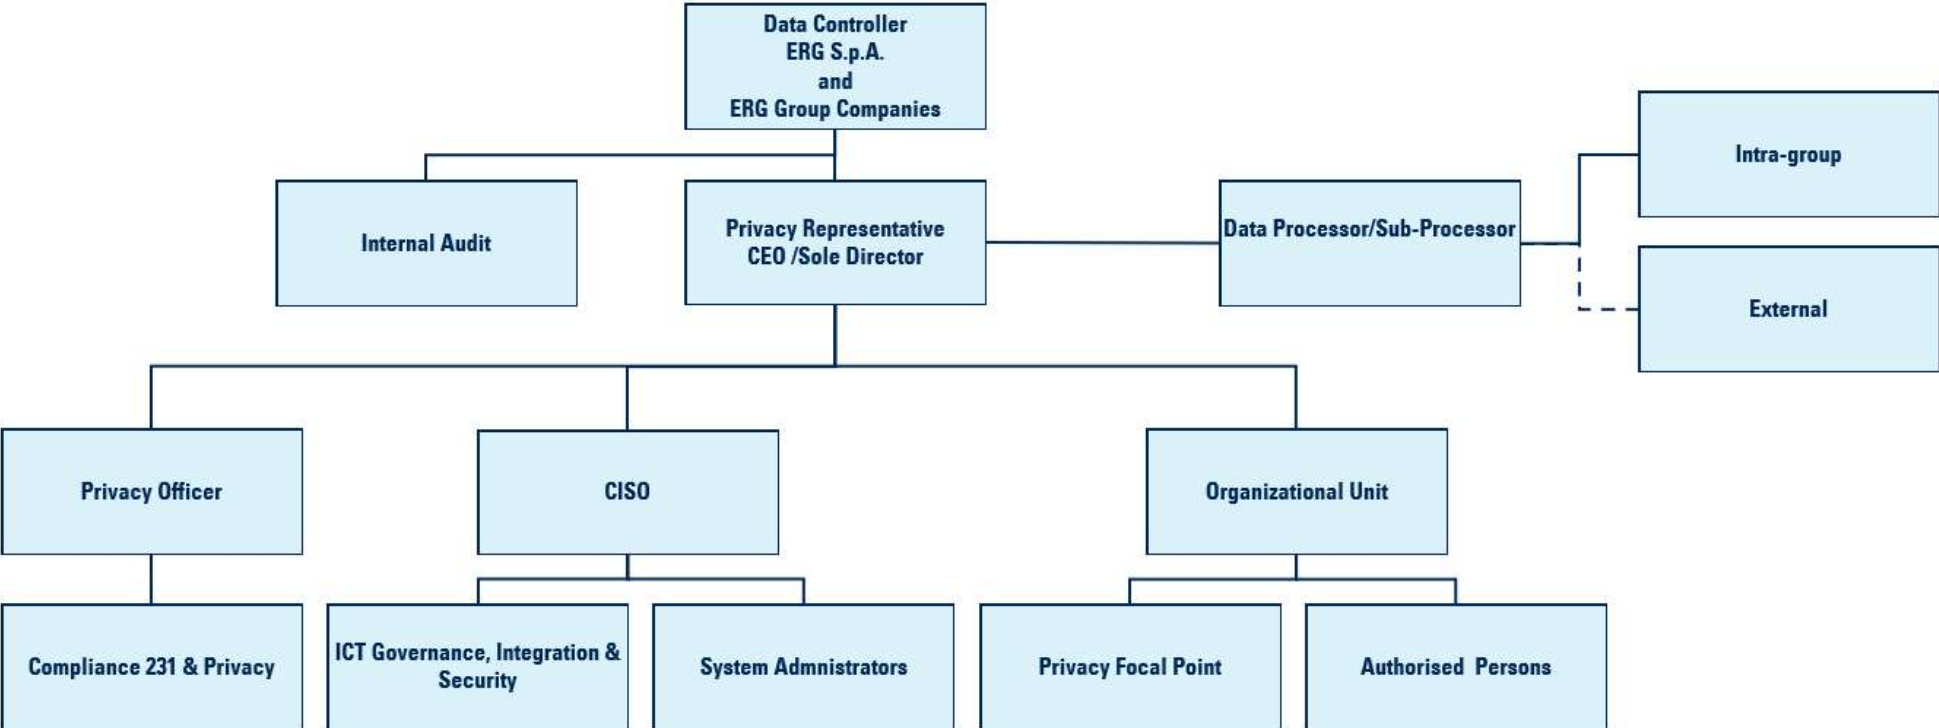 Data Controller
ERG S.p.A.
and
ERG Group Companies
Intra-group
Internal Audit
Privacy Representative
CEO /Sole Director
Data Processor/Sub-Processor
External
Privacy Officer
CISO
Organizational Unit
Compliance 231 & Privacy
ICT Governance, Integration &
Security
System Admnistrators
Privacy Focal Point
Authorised  Persons